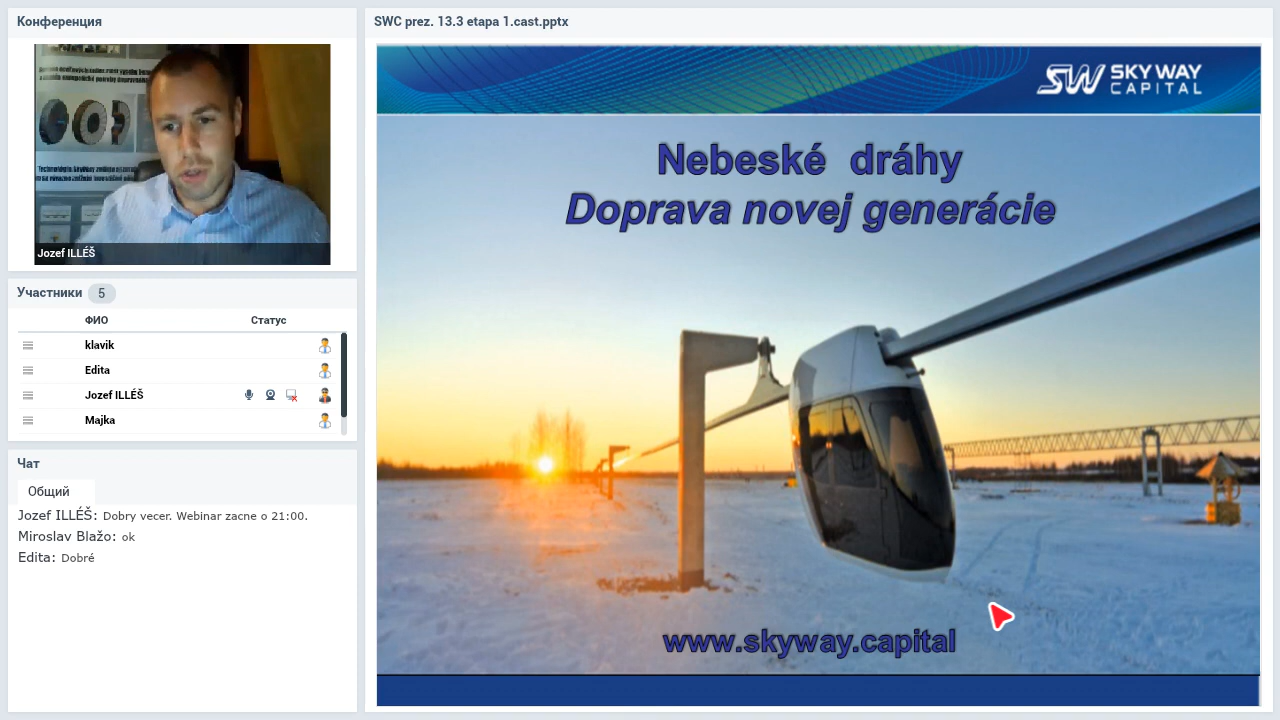 Конференция
Jozef ILLÉŠ
Участники 5
ФИО Статус
klavik
Edita
Jozef ILLÉŠ
Majka
Чат
Общий
Jozef ILLÉŠ: Dobry vecer. Webinar zacne o 21:00.
Miroslav Blažo: ok
Edita: Dobré
SWC prez. 13.3 etapa 1.cast.pptx
SW SKY WAY
CAPITAL
Nebeské dráhy
Doprava novej generácie
www.skyway.capital